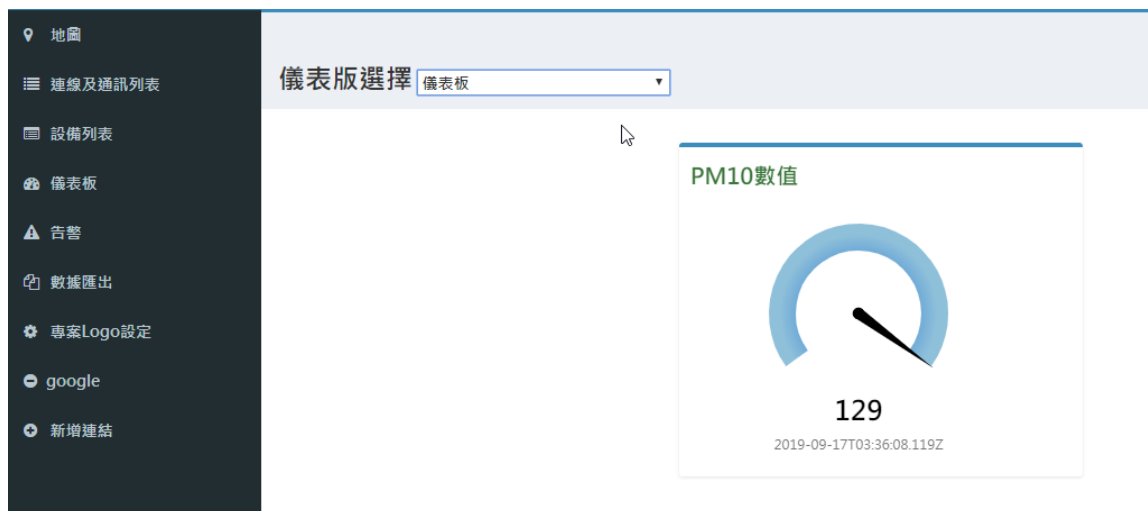 地圖
連線及通訊列表
設備列表
儀表板
告警
數據匯出
專案Logo設定
google
新增連結
儀表版選擇 儀表板
PM10數值
129
2019-09-17T03:36:08.119Z